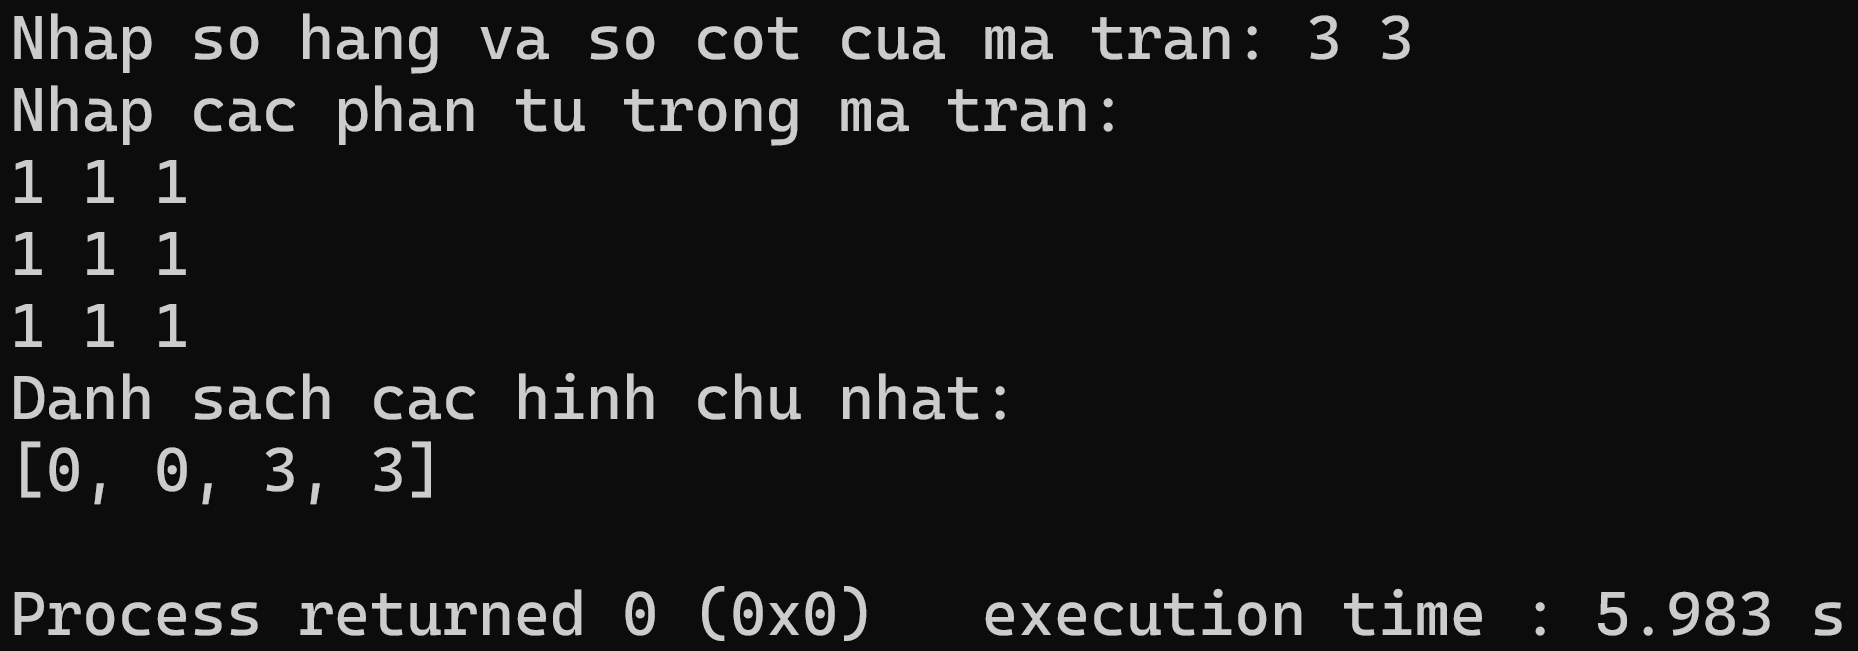 Nhap so hang va so cot cua ma tran: 3 3
Nhap cac phan tu trong ma tran:
1 1 1
1 1 1
1 1 1
Danh sach cac hinh chu nhat:
[0, 0, 3, 3]
Process returned 0 (0x0)   execution time : 5.983 s